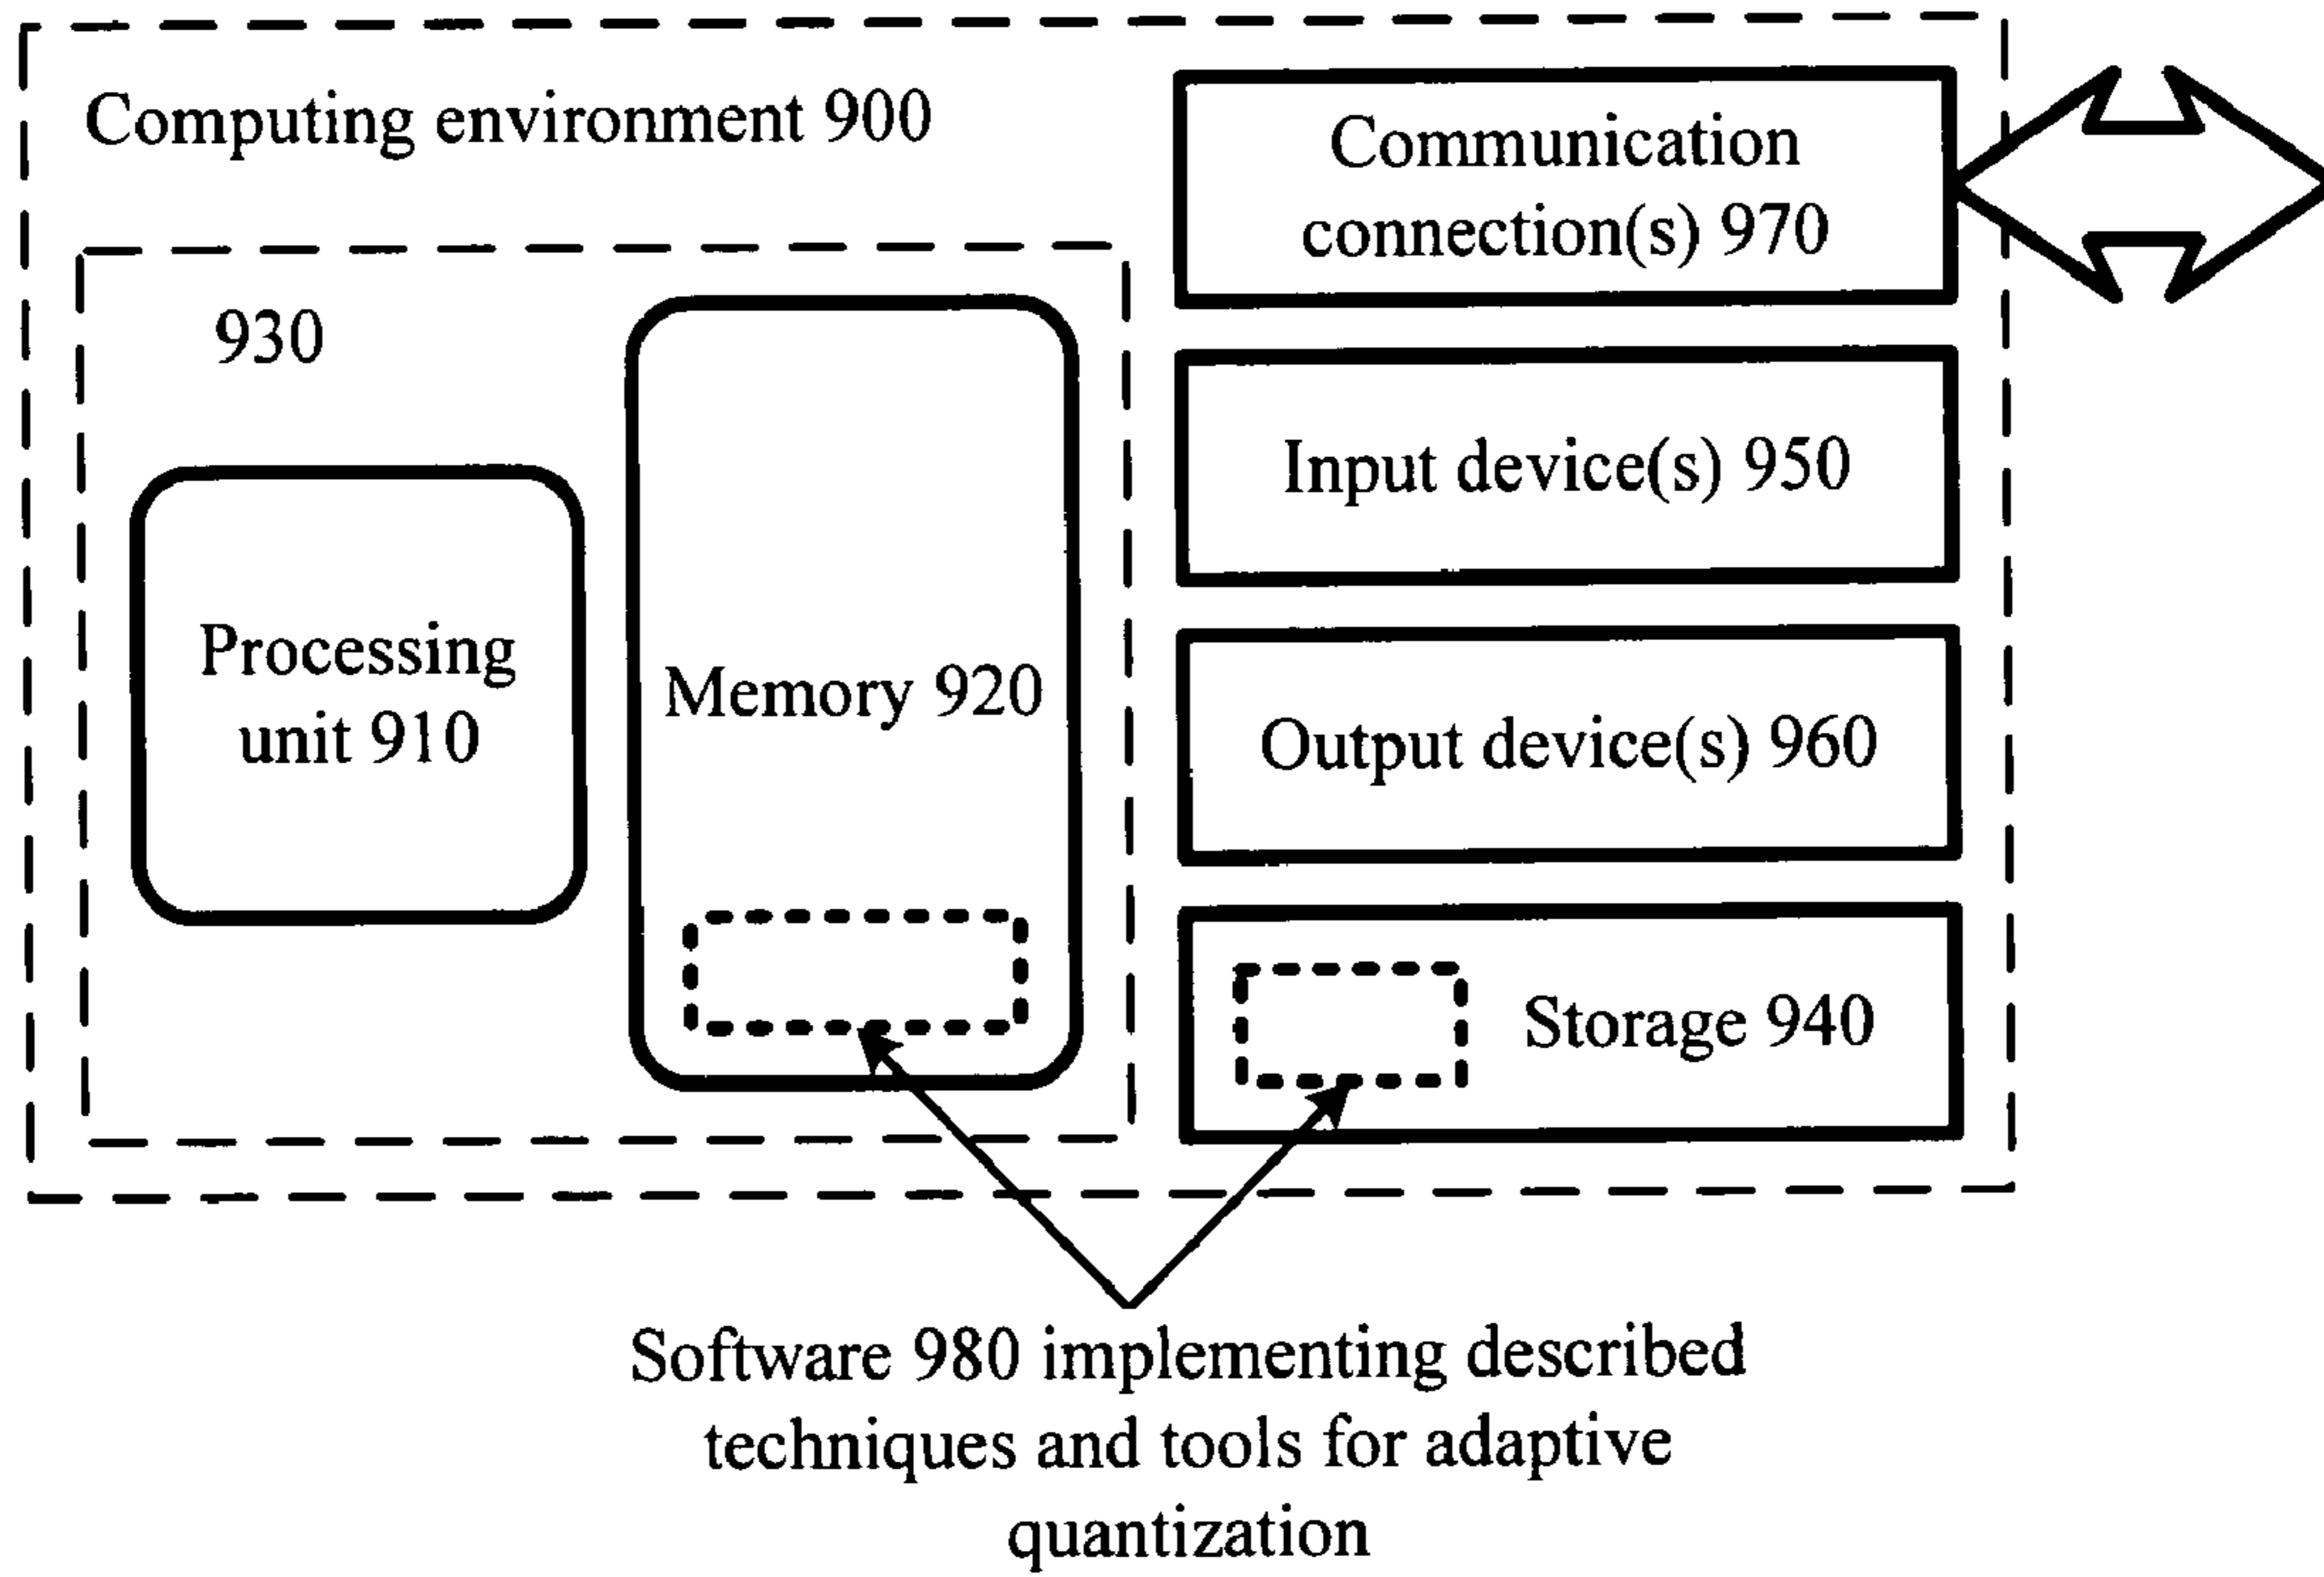 Computing environment 900
Communication
connection(s) 970
930
Input device(s) 950
Processing
unit 910
Memory 920
Output device(s) 960
Storage 940
Software 980 implementing described
techniques and tools for adaptive
quantization